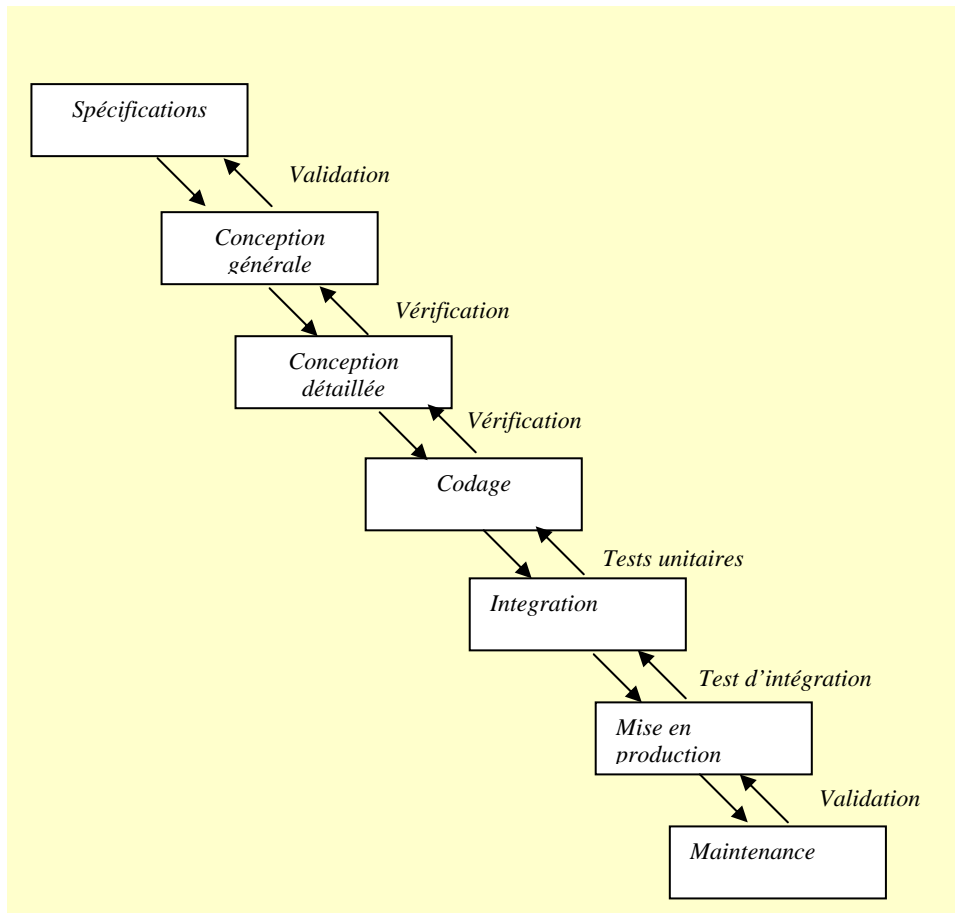 Spécifications
Validation
Conception
générale
Vérification
Conception
détaillée
Vérification
Codage
Tests unitaires
Integration
Test d’intégration
Mise en
production
Validation
Maintenance